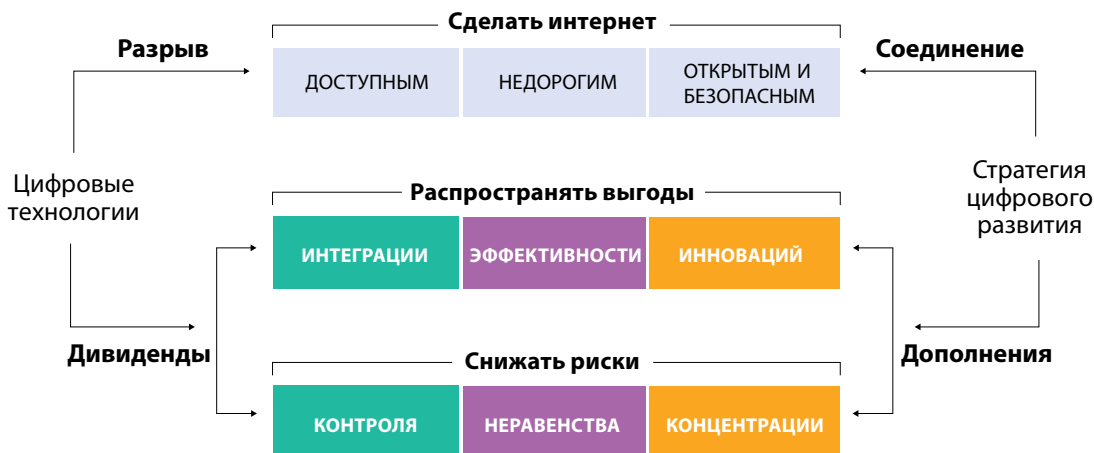 Сделать интернет
Разрыв
Соединение
ДОСТУПНЫМ
НЕДОРОГИМ
ОТКРЫТЫМ И
БЕЗОПАСНЫМ
Цифровые
технологии
Стратегия
цифрового
развития
Распространять выгоды
ИНТЕГРАЦИИ
ЭФФЕКТИВНОСТИ
ИННОВАЦИЙ
Дивиденды
Дополнения
Снижать риски
КОНТРОЛЯ
НЕРАВЕНСТВА
КОНЦЕНТРАЦИИ